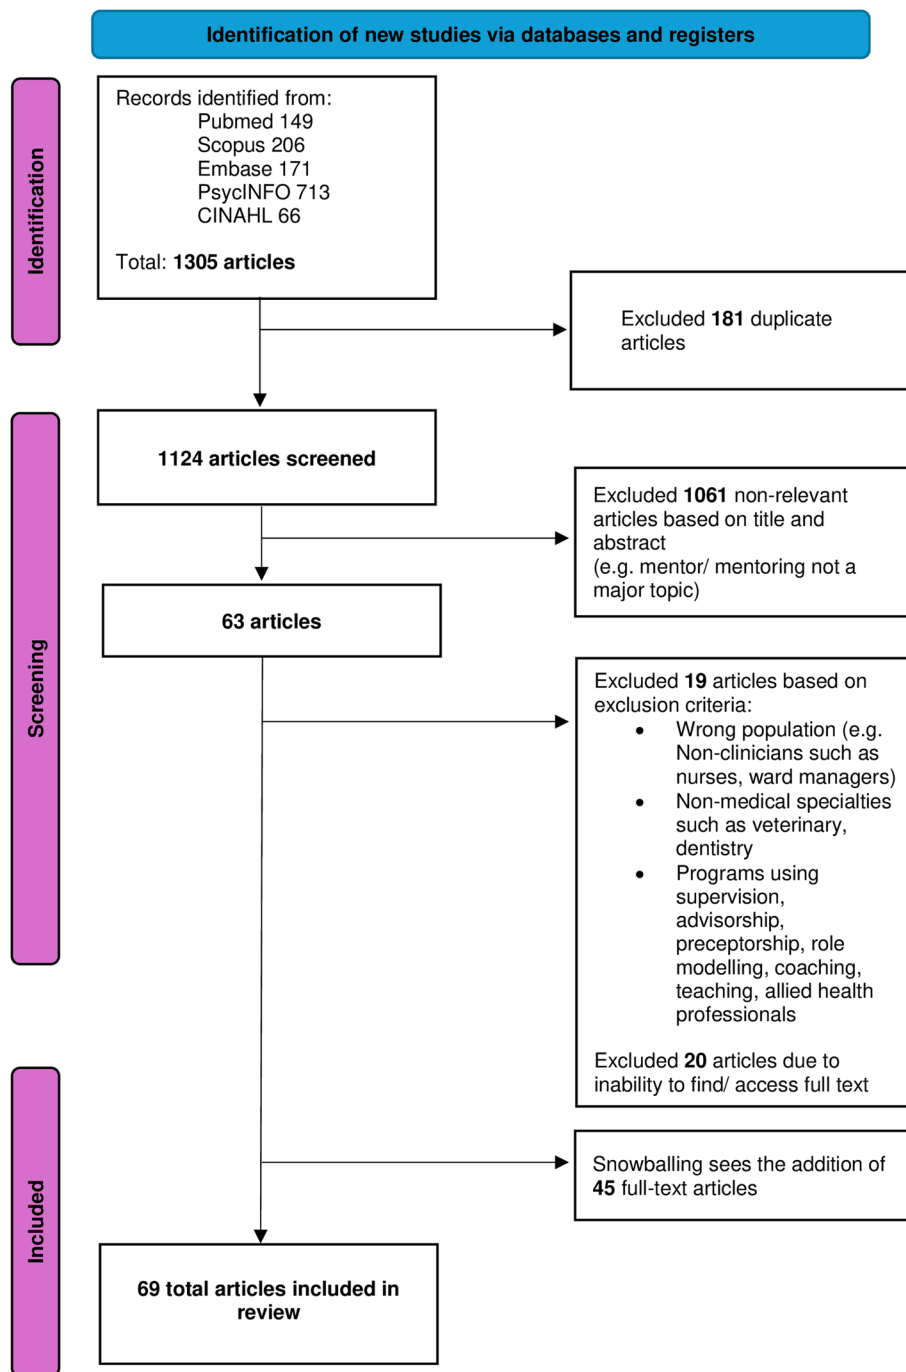 Identification of new studies via databases and registers
Identification
Records identified from:
Pubmed 149
Scopus 206
Embase 171
PsycINFO 713
CINAHL 66
Total: 1305 articles
Excluded 181 duplicate
articles
Screening
1124 articles screened
Excluded 1061 non-relevant
articles based on title and
abstract
(e.g. mentor/ mentoring not a
major topic)
63 articles
Excluded 19 articles based on
exclusion criteria:
• Wrong population (e.g.
Non-clinicians such as
nurses, ward managers)
• Non-medical specialties
such as veterinary,
dentistry
• Programs using
supervision,
advisorship,
preceptorship, role
modelling, coaching,
teaching, allied health
professionals
Excluded 20 articles due to
inability to find/ access full text
Included
Snowballing sees the addition of
45 full-text articles
69 total articles included in
review